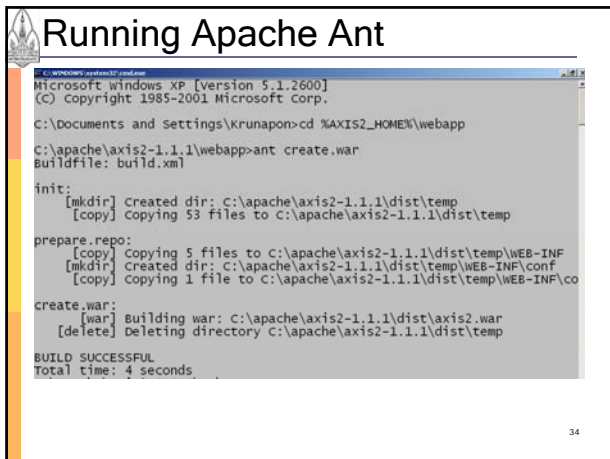 Running Apache Ant
C:\WINDOWS\system32\cmd.exe
Microsoft Windows XP [Version 5.1.2600]
(C) Copyright 1985-2001 Microsoft Corp.
C:\Documents and Settings\Krunapon>cd %AXIS2_HOME%\webapp
C:\apache\axis2-1.1.1\webapp>ant create.war
Buildfile: build.xml
init:
[mkdir] Created dir: C:\apache\axis2-1.1.1\dist\temp
[copy] Copying 53 files to C:\apache\axis2-1.1.1\dist\temp
prepare.repo:
[copy] Copying 5 files to C:\apache\axis2-1.1.1\dist\temp\WEB-INF
[mkdir] Created dir: C:\apache\axis2-1.1.1\dist\temp\WEB-INF\conf
[copy] Copying 1 file to C:\apache\axis2-1.1.1\dist\temp\WEB-INF\co
create.war:
[war] Building war: C:\apache\axis2-1.1.1\dist\axis2.war
[delete] Deleting directory C:\apache\axis2-1.1.1\dist\temp
BUILD SUCCESSFUL
Total time: 4 seconds
34